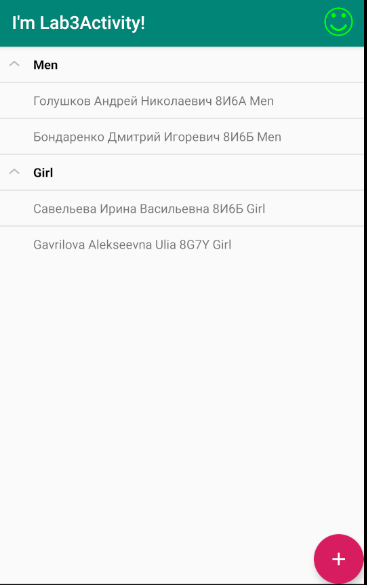 I'm Lab3Activity!
Men
Голушков Андрей Николаевич 8И6А Men
Бондаренко Дмитрий Игоревич 8И6Б Men
Girl
Савельева Ирина Васильевна 8И6Б Girl
Gavrilova Alekseevna Ulia 8G7Y Girl
+